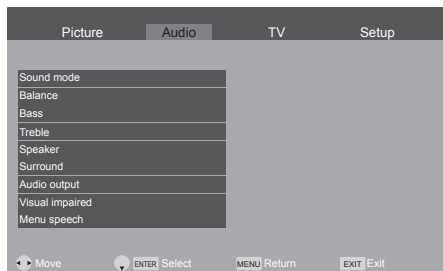 Picture Audio TV Setup
Sound mode
Balance
Bass
Treble
Speaker
Surround
Audio output
Visual impaired
Menu speech
Move ENTER Select MENU Return EXIT Exit